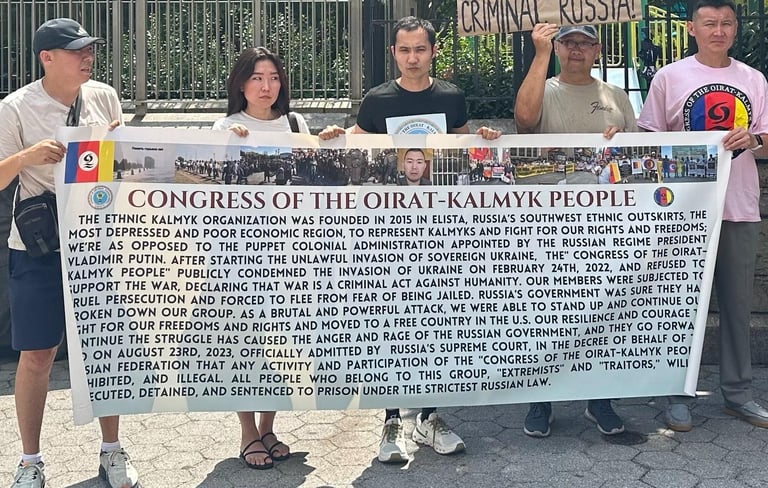 CRIMINAL RUSSIA!
CONGRESS OF THE OIRAT-KALMYK PEOPLE
THE ETHNIC KALMYK ORGANIZATION WAS FOUNDED IN 2015 IN ELISTA, RUSSIA'S SOUTHWEST ETHNIC OUTSKIRTS, THE
MOST DEPRESSED AND POOR ECONOMIC REGION, TO REPRESENT KALMYKS AND FIGHT FOR OUR RIGHTS AND FREEDOMS;
WE'RE AS OPPOSED TO THE PUPPET COLONIAL ADMINISTRATION APPOINTED BY THE RUSSIAN REGIME PRESIDENT
VLADIMIR PUTIN. AFTER STARTING THE UNLAWFUL INVASION OF SOVEREIGN UKRAINE, THE" CONGRESS OF THE OIRAT-
KALMYK PEOPLE" PUBLICLY CONDEMNED THE INVASION OF UKRAINE ON FEBRUARY 24TH, 2022, AND REFUSED TO
SUPPORT THE WAR, DECLARING THAT WAR IS A CRIMINAL ACT AGAINST HUMANITY. OUR MEMBERS WERE SUBJECTED TO
RUEL PERSECUTION AND FORCED TO FLEE FROM FEAR OF BEING JAILED. RUSSIA'S GOVERNMENT WAS SURE THEY HA
ROKEN DOWN OUR GROUP. AS A BRUTAL AND POWERFUL ATTACK, WE WERE ABLE TO STAND UP AND CONTINUE OU
GHT FOR OUR FREEDOMS AND RIGHTS AND MOVED TO A FREE COUNTRY IN THE U.S. OUR RESILIENCE AND COURAGE T
ONTINUE THE STRUGGLE HAS CAUSED THE ANGER AND RAGE OF THE RUSSIAN GOVERNMENT, AND THEY GO FORWA
D ON AUGUST 23RD, 2023, OFFICIALLY ADMITTED BY RUSSIA'S SUPREME COURT, IN THE DECREE OF BEHALF OF
SIAN FEDERATION THAT ANY ACTIVITY AND PARTICIPATION OF THE "CONGRESS OF THE OIRAT-KALMYK PEOP
HIBITED, AND ILLEGAL. ALL PEOPLE WHO BELONG TO THIS GROUP, "EXTREMISTS" AND "TRAITORS," WILL
ECUTED, DETAINED, AND SENTENCED TO PRISON UNDER THE STRICTEST RUSSIAN LAW.